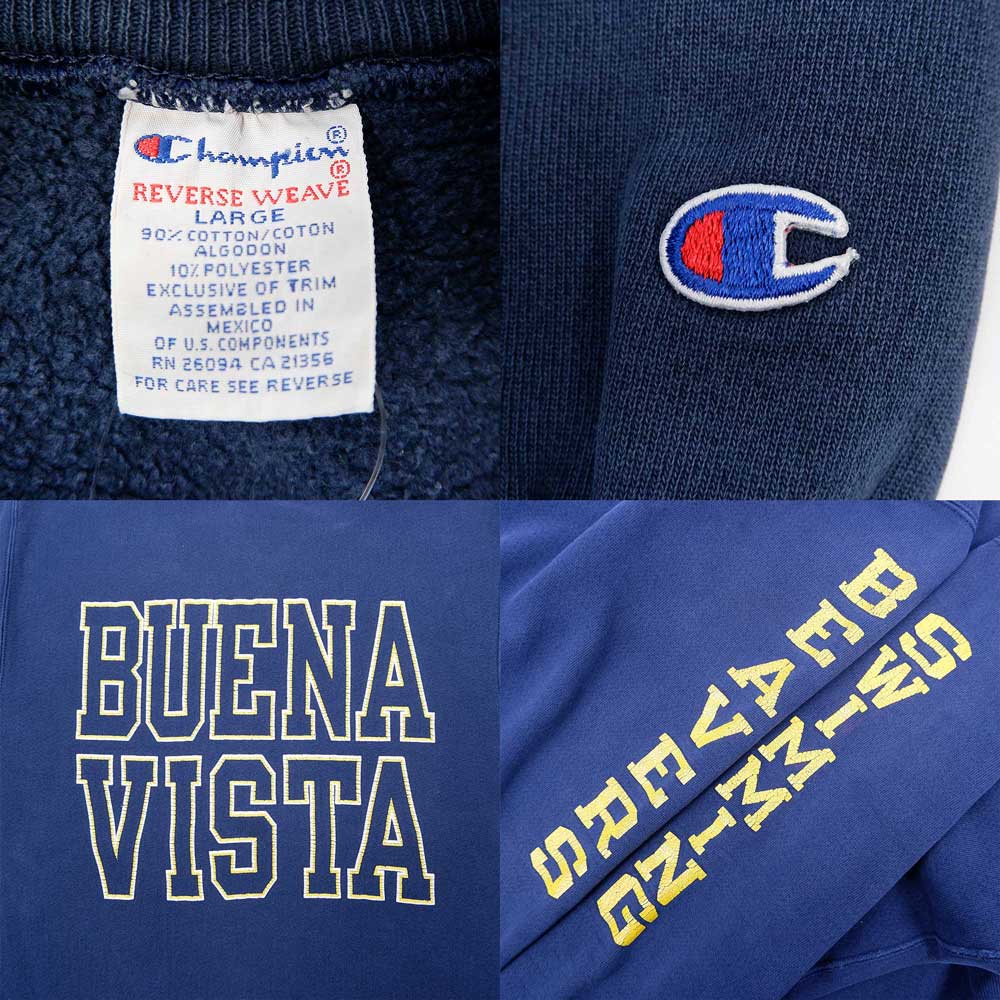 Champion®
REVERSE WEAVE®
LARGE
90% COTTON/COTON
ALGODON
10% POLYESTER
EXCLUSIVE OF TRIM
ASSEMBLED IN
MEXICO
OF U.S. COMPONENTS
RN 26094 CA 21356
FOR CARE SEE REVERSE
BUENA
VISTA
BEAVERS
SWIMMING